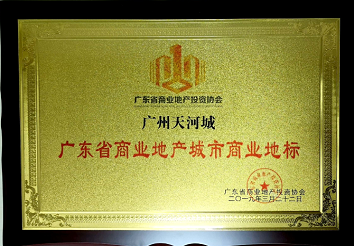 广东省商业地产投资协会
广州天河城
广东省商业地产城市商业地标
广东省商业地产投资协会
二〇一九年三月二十二日